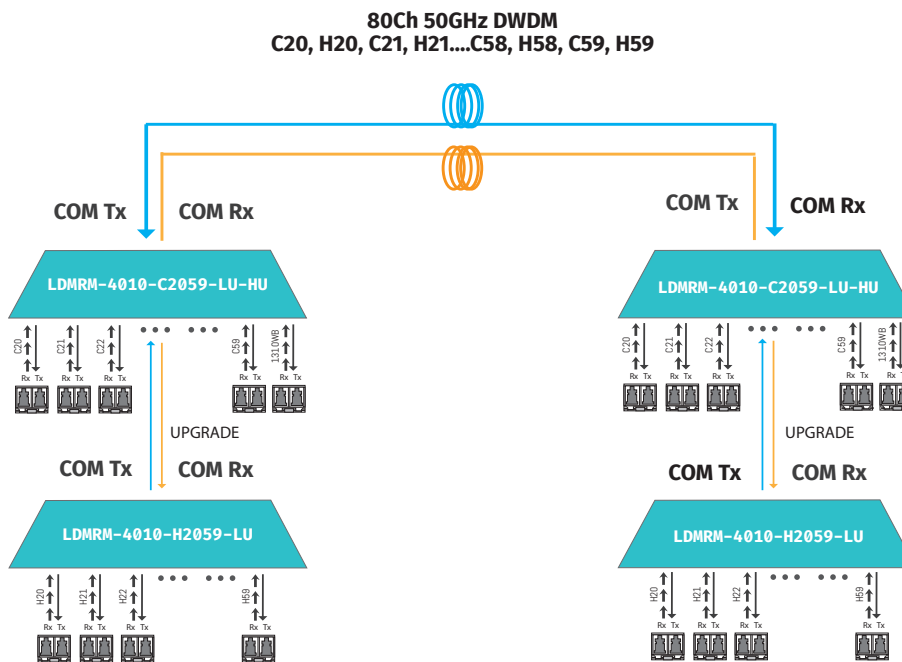 80Ch 50GHz DWDM
C20, H20, C21, H21....C58, H58, C59, H59
COM Tx COM Rx
COM Tx COM Rx
LDMRM-4010-C2059-LU-HU
LDMRM-4010-C2059-LU-HU
C20 C21 C22 C59 1310WB
C20 C21 C22 C59 1310WB
Rx Tx Rx Tx Rx Tx Rx Tx Rx Tx
Rx Tx Rx Tx Rx Tx Rx Tx Rx Tx
UPGRADE
UPGRADE
COM Tx COM Rx
COM Tx COM Rx
LDMRM-4010-H2059-LU
LDMRM-4010-H2059-LU
H20 H21 H22 H59
H20 H21 H22 H59
Rx Tx Rx Tx Rx Tx Rx Tx
Rx Tx Rx Tx Rx Tx Rx Tx